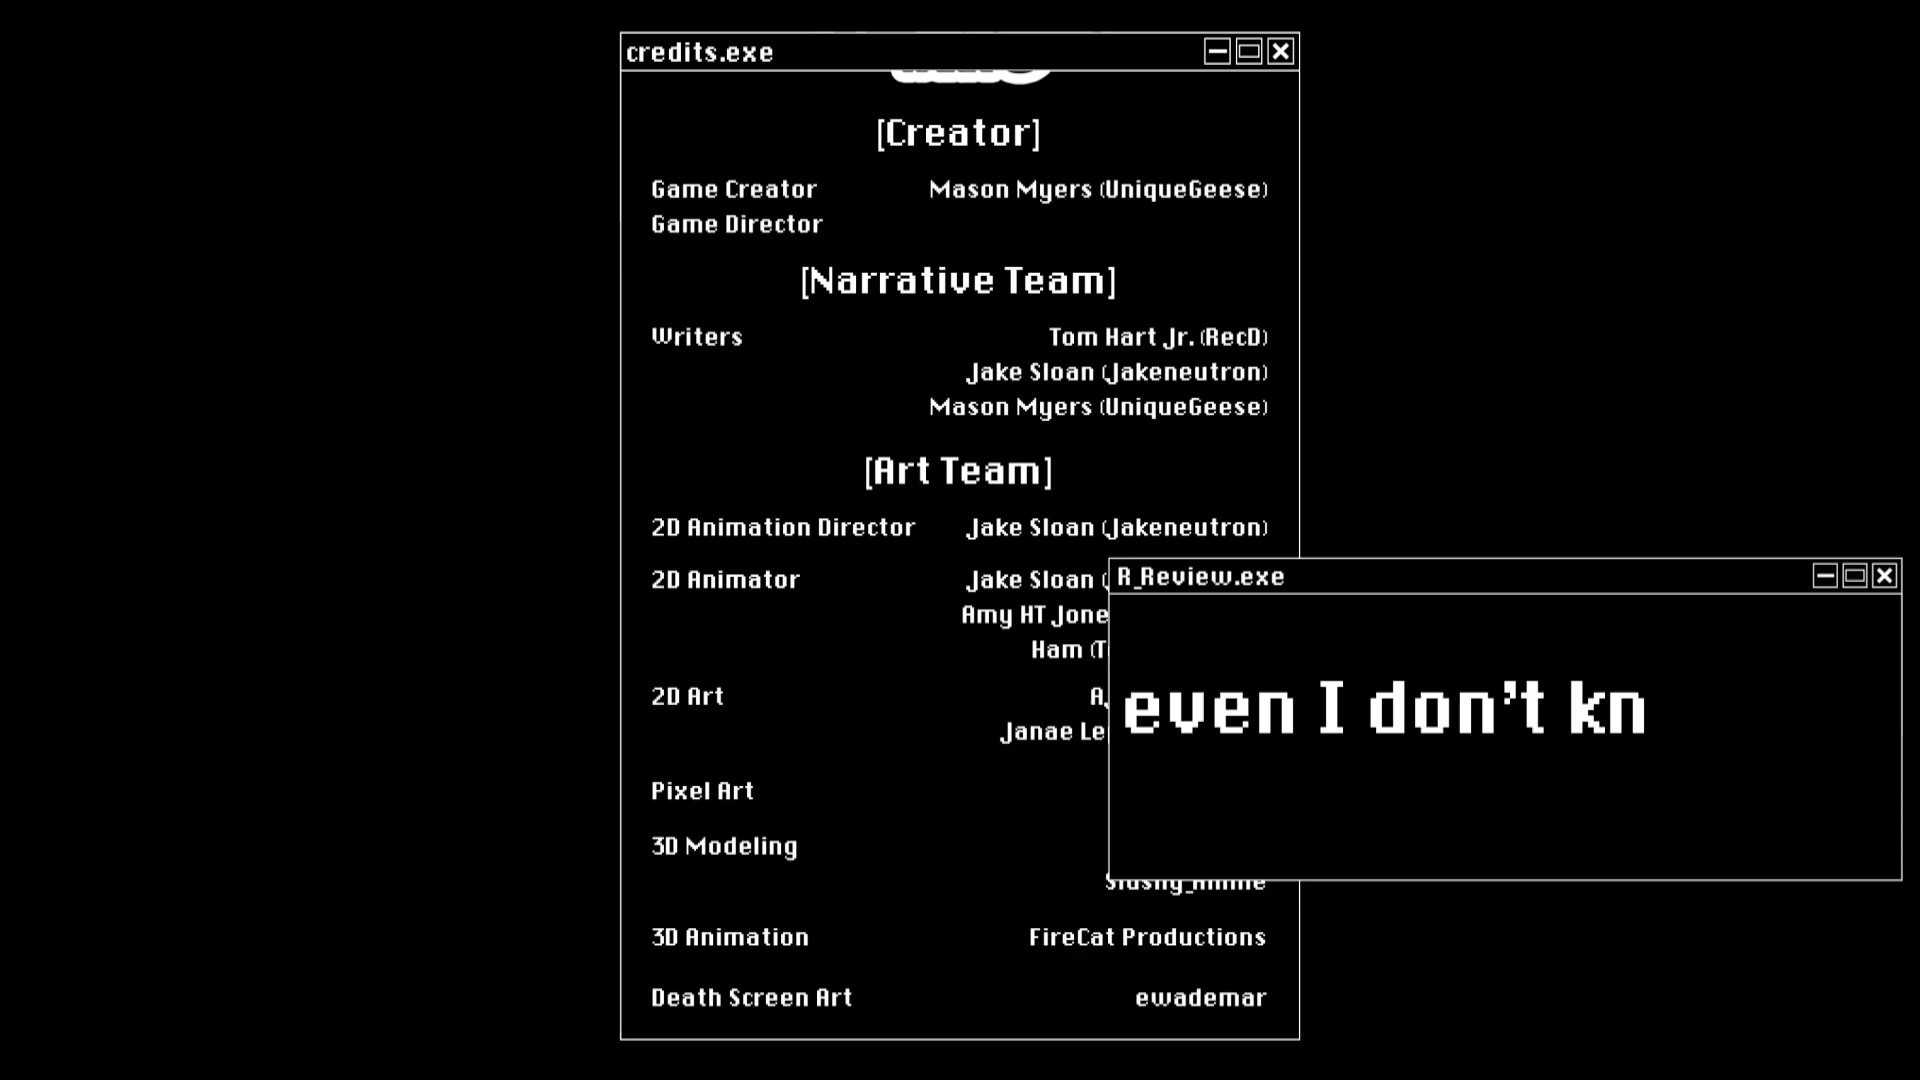 credits.exe
[Creator]
Game Creator Mason Myers (UniqueGeese)
Game Director
[Narrative Team]
Writers Tom Hart Jr. (RecD)
Jake Sloan (Jakeneutron)
Mason Myers (UniqueGeese)
[Art Team]
2D Animation Director Jake Sloan (Jakeneutron)
2D Animator Jake Sloan
Amy HT
Ham
2D Art
Janae
Pixel Art
3D Modeling
3D Animation FireCat Productions
Death Screen Art ewademar
R_Review.exe
even I don't kn